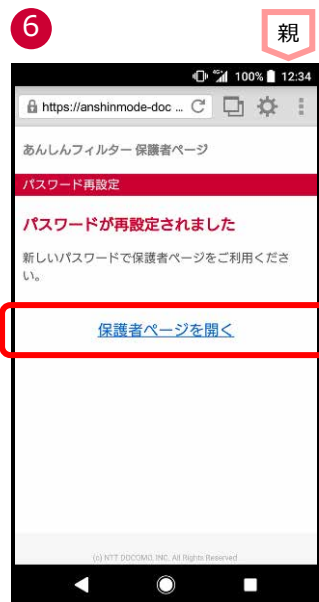 6
親
100% 12:34
https://anshinmode-doc ...
あんしんフィルター 保護者ページ
パスワード再設定
パスワードが再設定されました
新しいパスワードで保護者ページをご利用くださ
い。
保護者ページを開く
(c) NTT DOCOMO, INC. All Rights Reserved